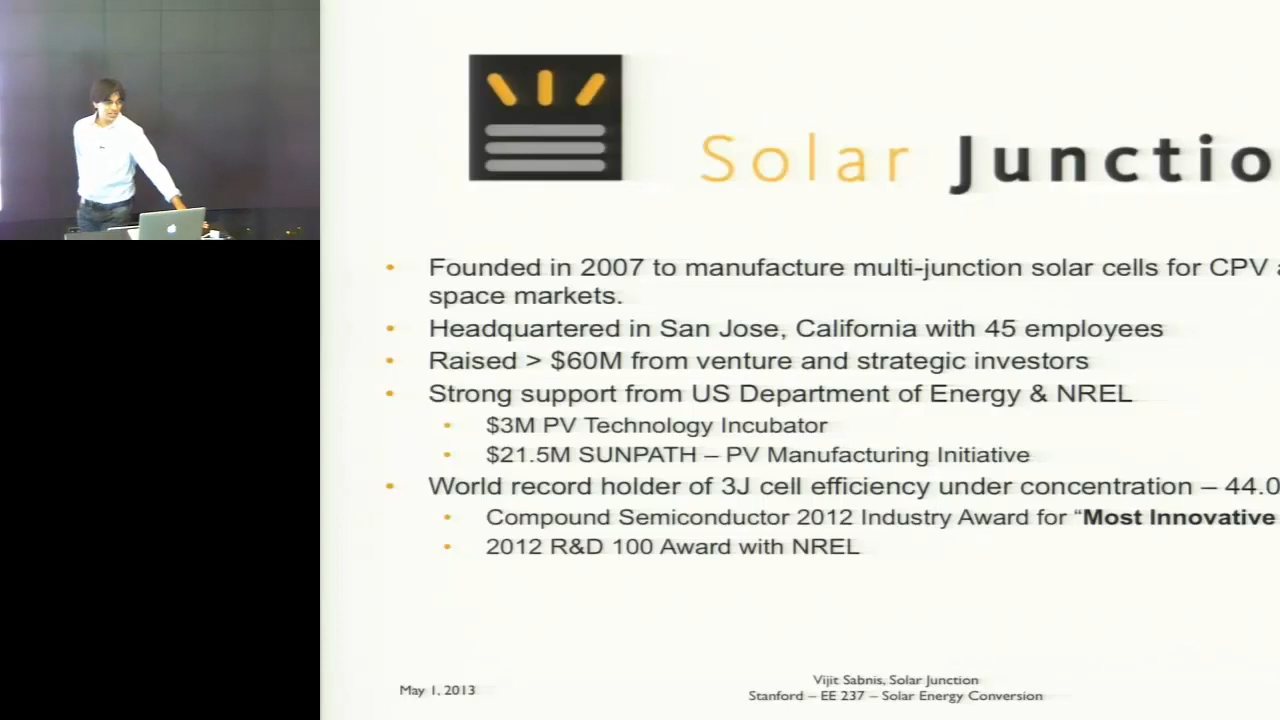 Solar Junctio
• Founded in 2007 to manufacture multi-junction solar cells for CPV a
space markets.
• Headquartered in San Jose, California with 45 employees
• Raised > $60M from venture and strategic investors
• Strong support from US Department of Energy & NREL
• $3M PV Technology Incubator
• $21.5M SUNPATH – PV Manufacturing Initiative
• World record holder of 3J cell efficiency under concentration – 44.0
• Compound Semiconductor 2012 Industry Award for “Most Innovative
• 2012 R&D 100 Award with NREL
May 1, 2013
Vijit Sabnis, Solar Junction
Stanford – EE 237 – Solar Energy Conversion